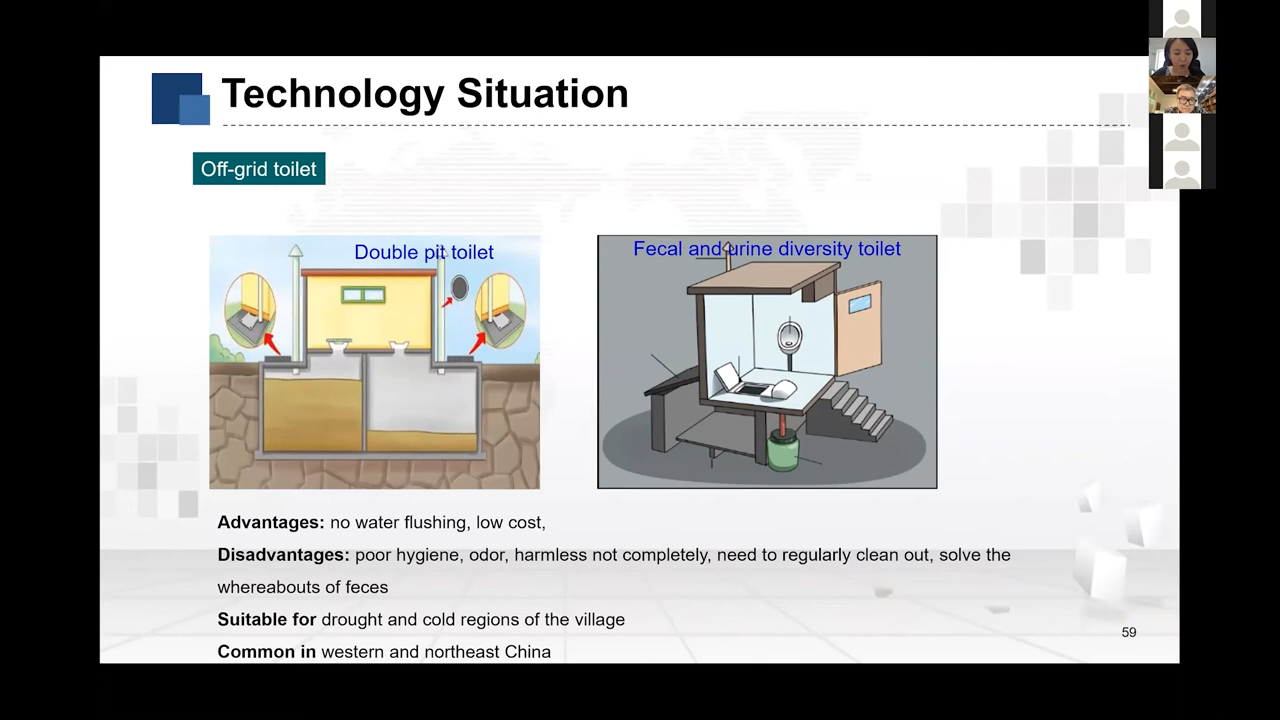 Technology Situation
Off-grid toilet
Double pit toilet
Fecal and urine diversity toilet
Advantages: no water flushing, low cost,
Disadvantages: poor hygiene, odor, harmless not completely, need to regularly clean out, solve the
whereabouts of feces
Suitable for drought and cold regions of the village
Common in western and northeast China
59